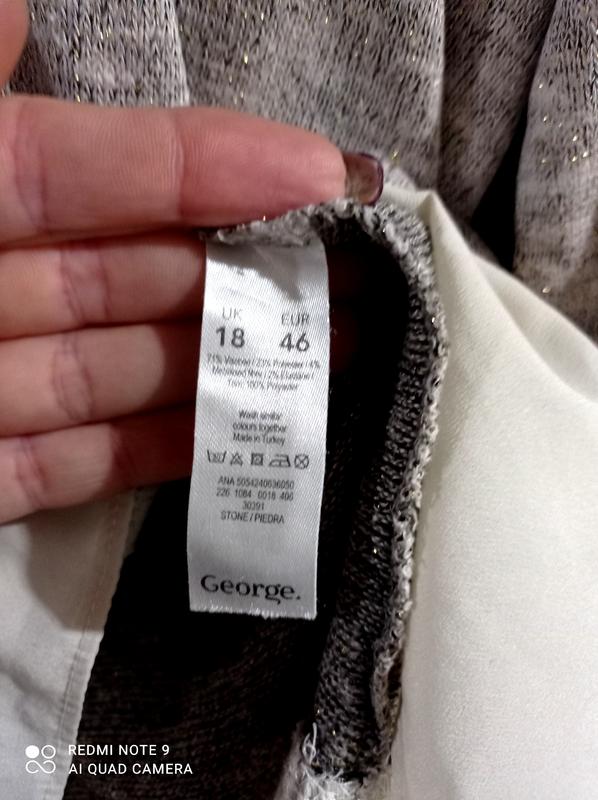 UK EUR
18 46
71% Viscose / 23% Polyester / 4%
Metallised fibre / 2% Elastane /
Trim: 100% Polyester
Wash similar
colours together
Made in Turkey
ANA 5054240636050
226 1084 0018 406
30391
STONE / PIEDRA
George.
REDMI NOTE 9
AI QUAD CAMERA